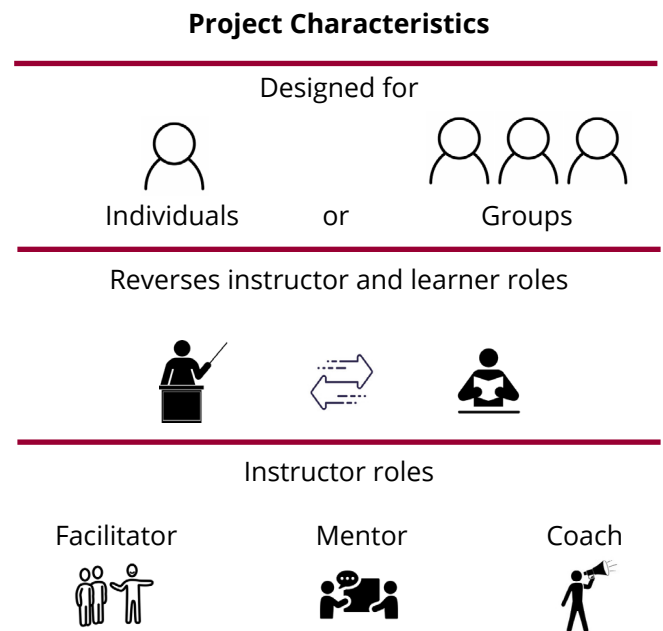 Project Characteristics
Designed for
Individuals or Groups
Reverses instructor and learner roles
Instructor roles
Facilitator Mentor Coach